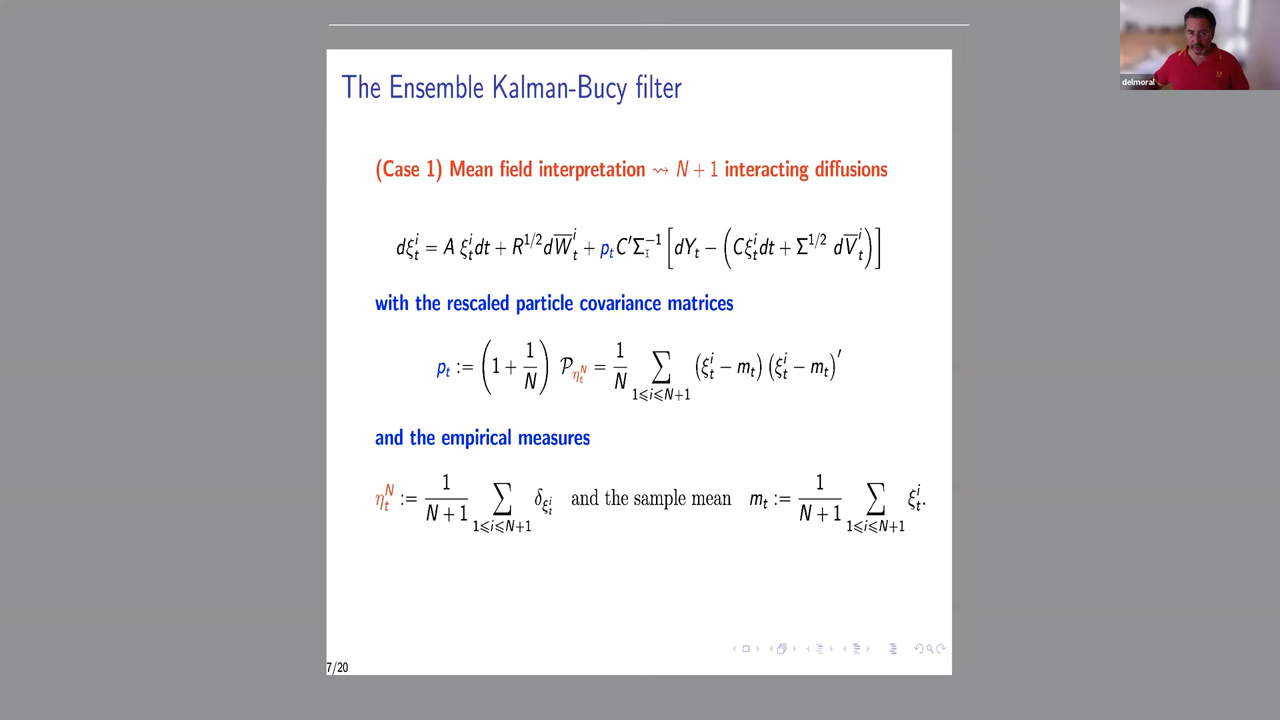 The Ensemble Kalman-Bucy filter
(Case 1) Mean field interpretation ⇝ N + 1 interacting diffusions
dξ_t^i = A ξ_t^i dt + R^{1/2} dW̅_t^i + p_t C′Σ^{−1} [dY_t − (Cξ_t^i dt + Σ^{1/2} dV̅_t^i)]
with the rescaled particle covariance matrices
p_t := (1 + 1/N) 𝒫_{η_t^N} = 1/N ∑_{1⩽i⩽N+1} (ξ_t^i − m_t) (ξ_t^i − m_t)′
and the empirical measures
η_t^N := 1/(N + 1) ∑_{1⩽i⩽N+1} δ_{ξ_t^i} and the sample mean m_t := 1/(N + 1) ∑_{1⩽i⩽N+1} ξ_t^i.
7/20
delmoral